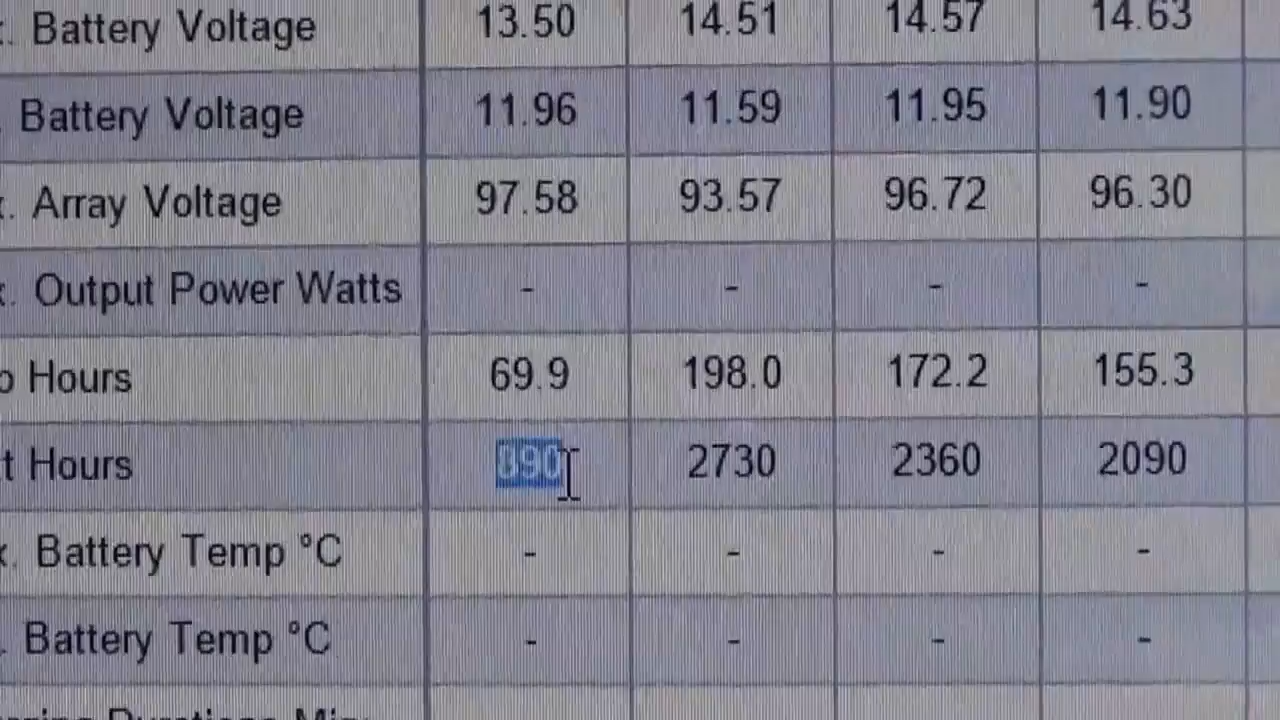 . Battery Voltage 13.50 14.51 14.57 14.63
. Battery Voltage 11.96 11.59 11.95 11.90
. Array Voltage 97.58 93.57 96.72 96.30
. Output Power Watts - - - -
Hours 69.9 198.0 172.2 155.3
t Hours 890 2730 2360 2090
. Battery Temp °C - - - -
. Battery Temp °C - - - -